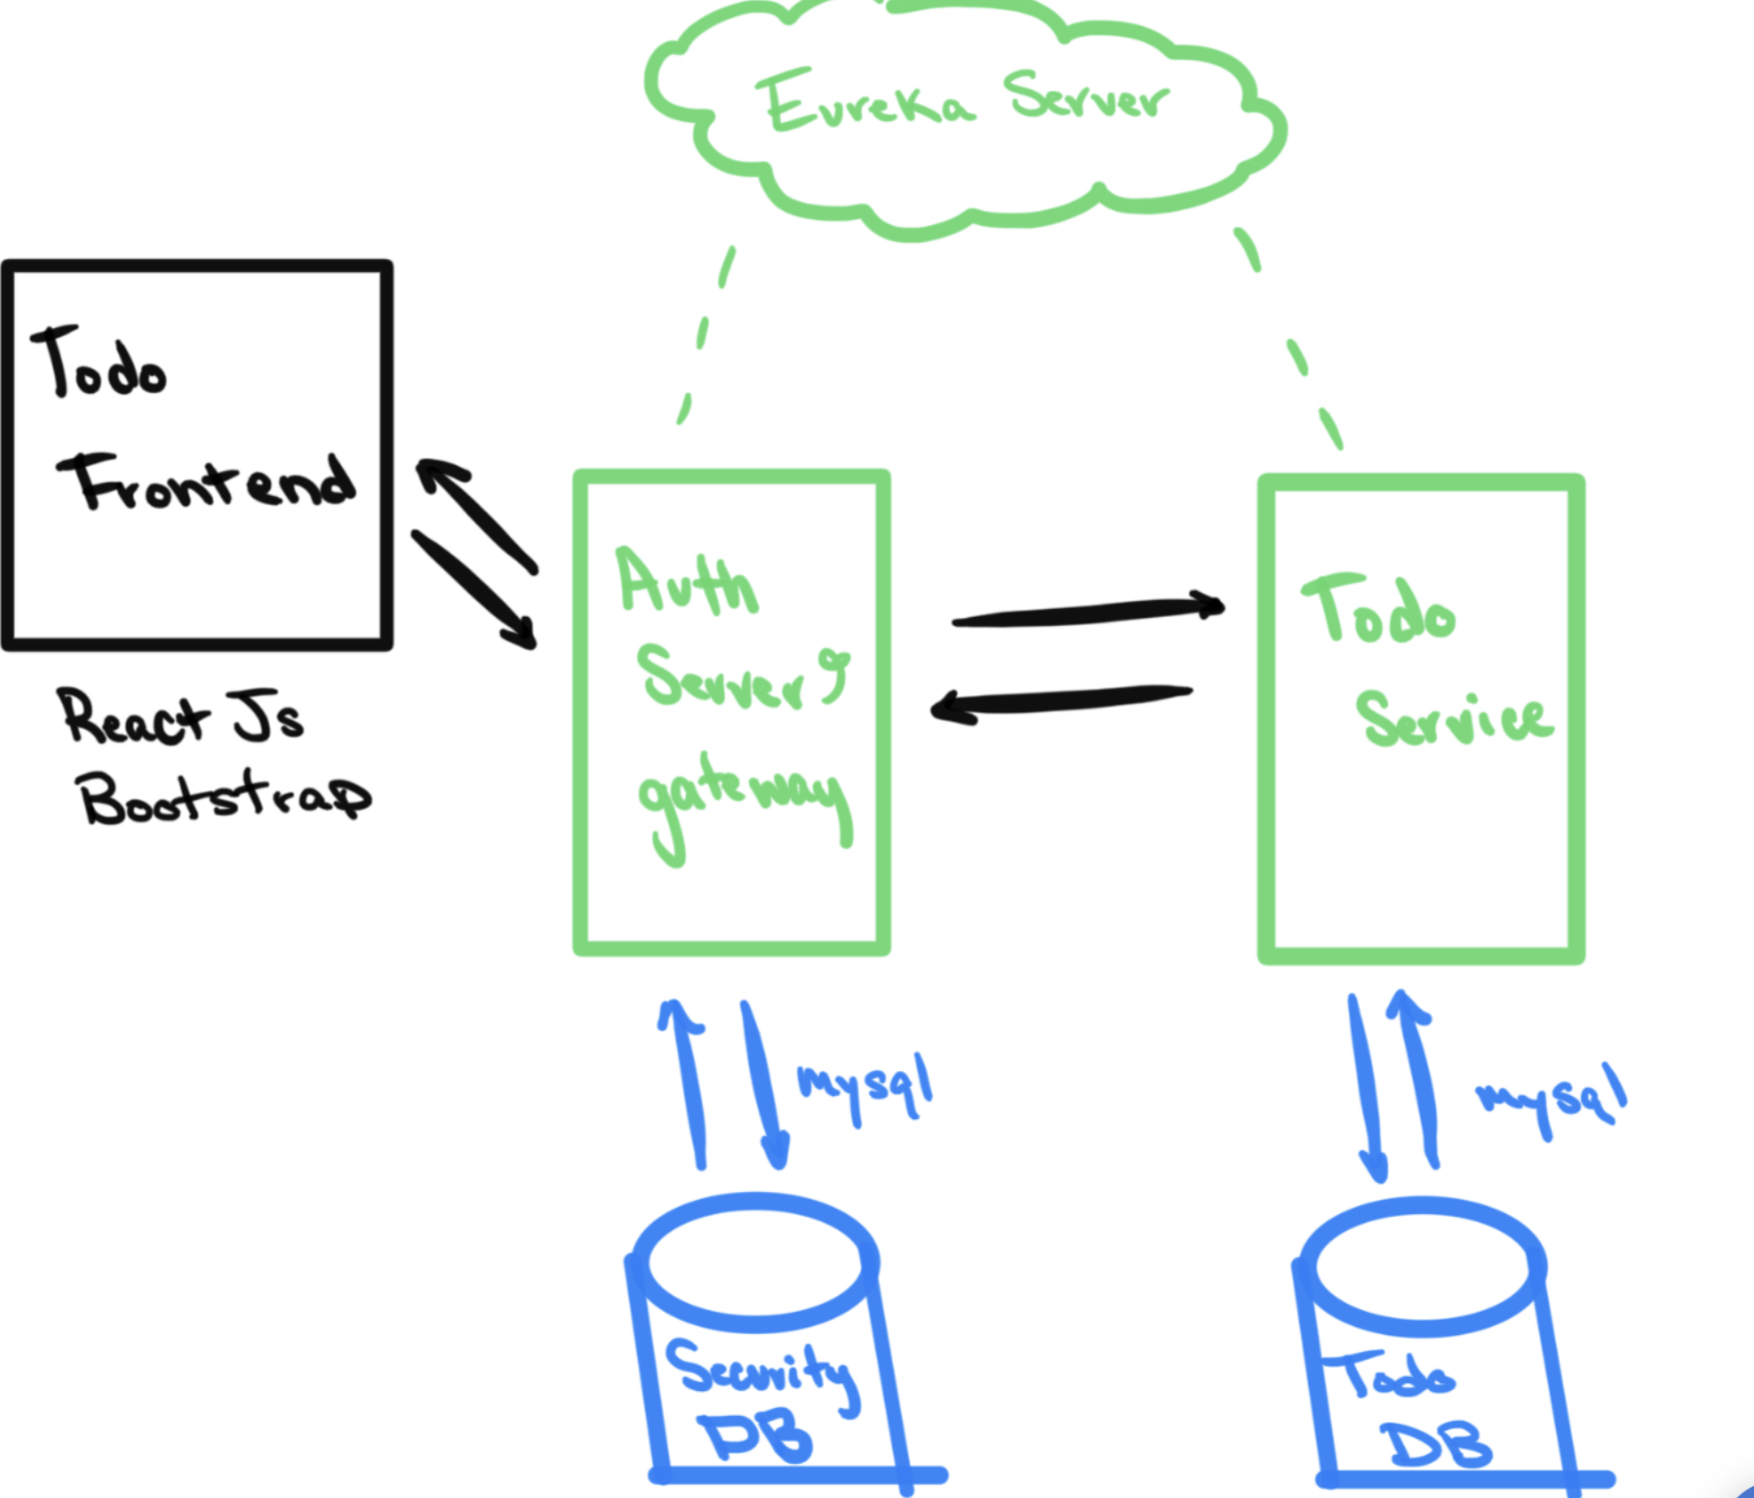 Eureka Server
Todo
Frontend
React Js
Bootstrap
Auth
Server &
gateway
Todo
Service
mysql
mysql
Security
DB
Todo
DB